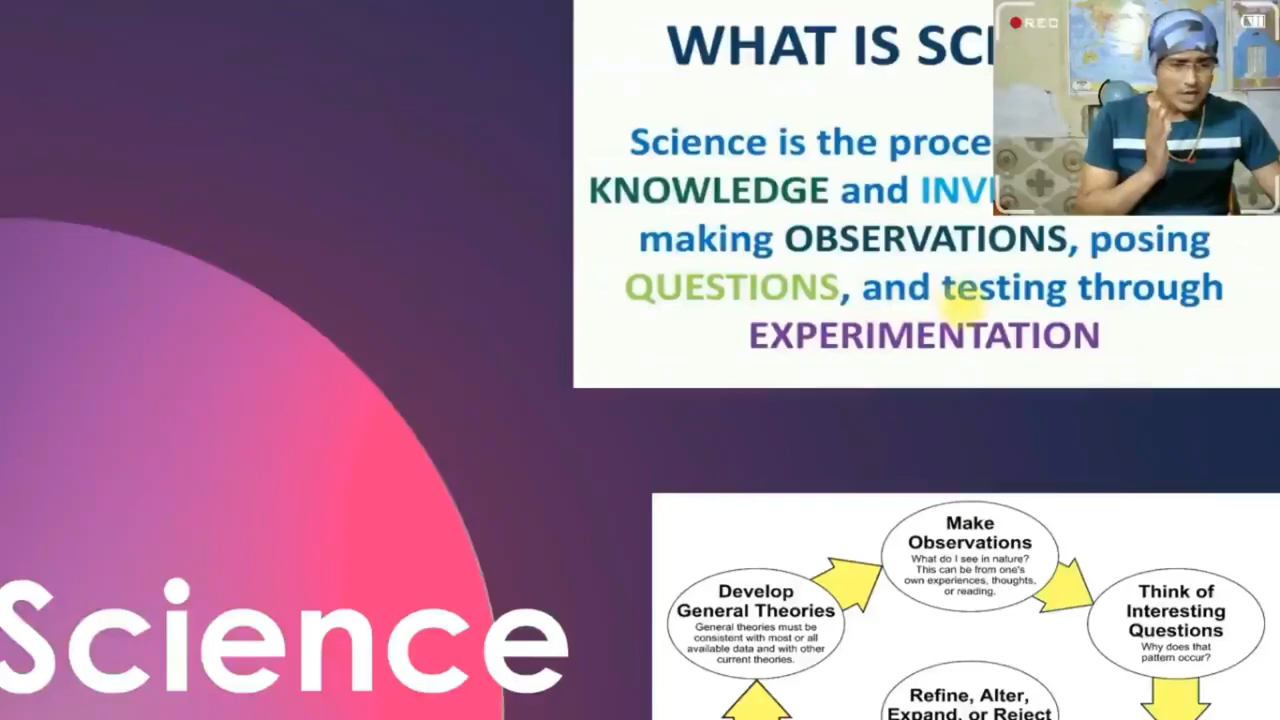 WHAT IS
Science is the
KNOWLEDGE and
making OBSERVATIONS, posing
QUESTIONS, and testing through
EXPERIMENTATION
REC
Science
Make
Observations
What do I see in nature?
This can be from one's
own experiences, thoughts,
or reading.
Develop
General Theories
General theories must be
consistent with most or all
available data and with other
current theories.
Think of
Interesting
Questions
Why does that
pattern occur?
Refine, Alter,
Expand, or Reject